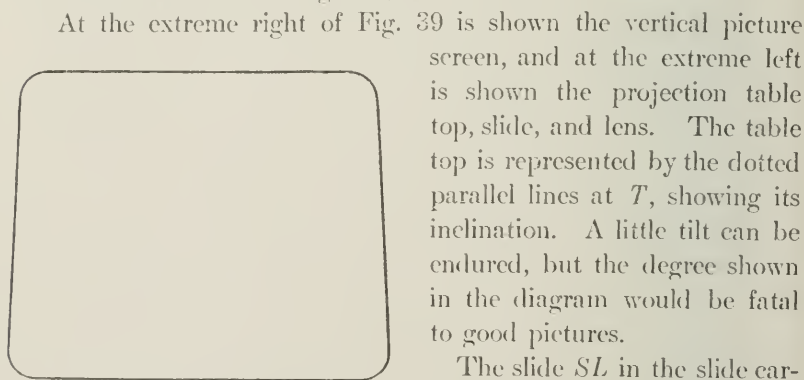 At the extreme right of Fig. 39 is shown the vertical picture
screen, and at the extreme left
is shown the projection table
top, slide, and lens. The table
top is represented by the dotted
parallel lines at T, showing its
inclination. A little tilt can be
endured, but the degree shown
in the diagram would be fatal
to good pictures.
The slide SL in the slide car-